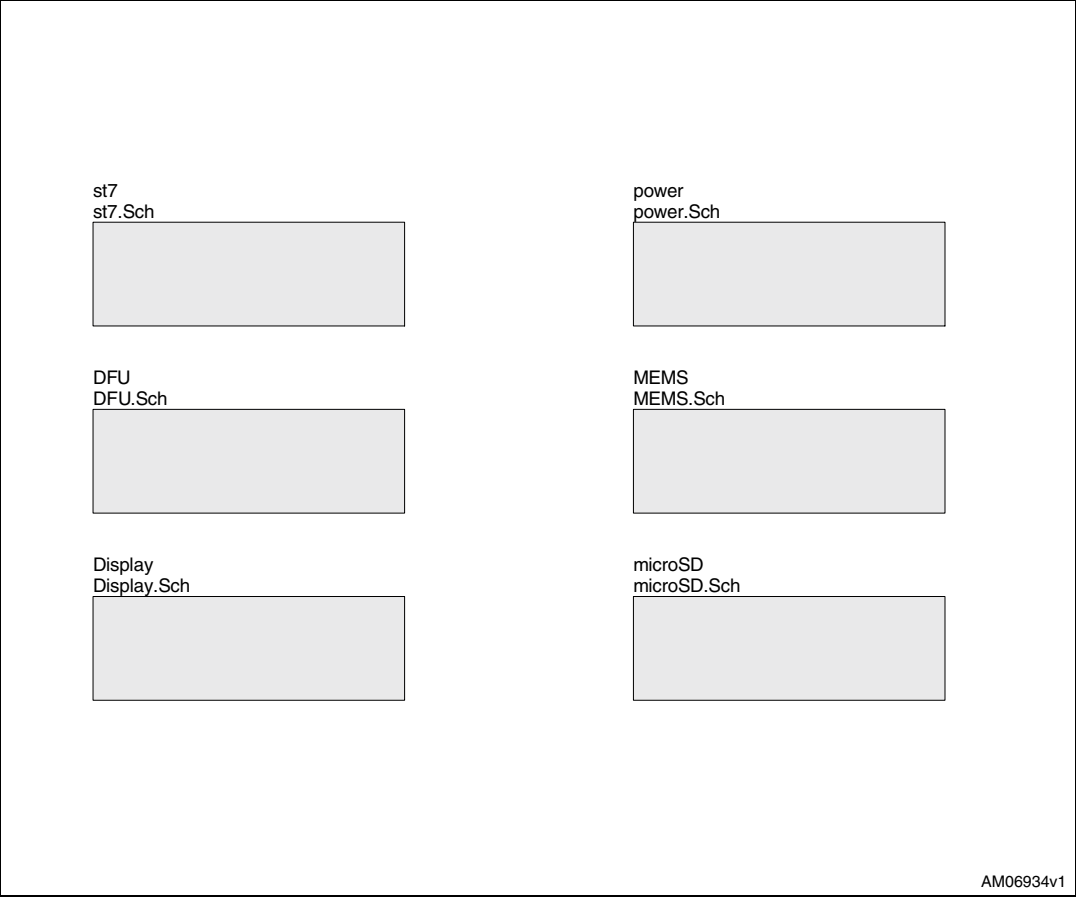 st7
st7.Sch
power
power.Sch
DFU
DFU.Sch
MEMS
MEMS.Sch
Display
Display.Sch
microSD
microSD.Sch
AM06934v1